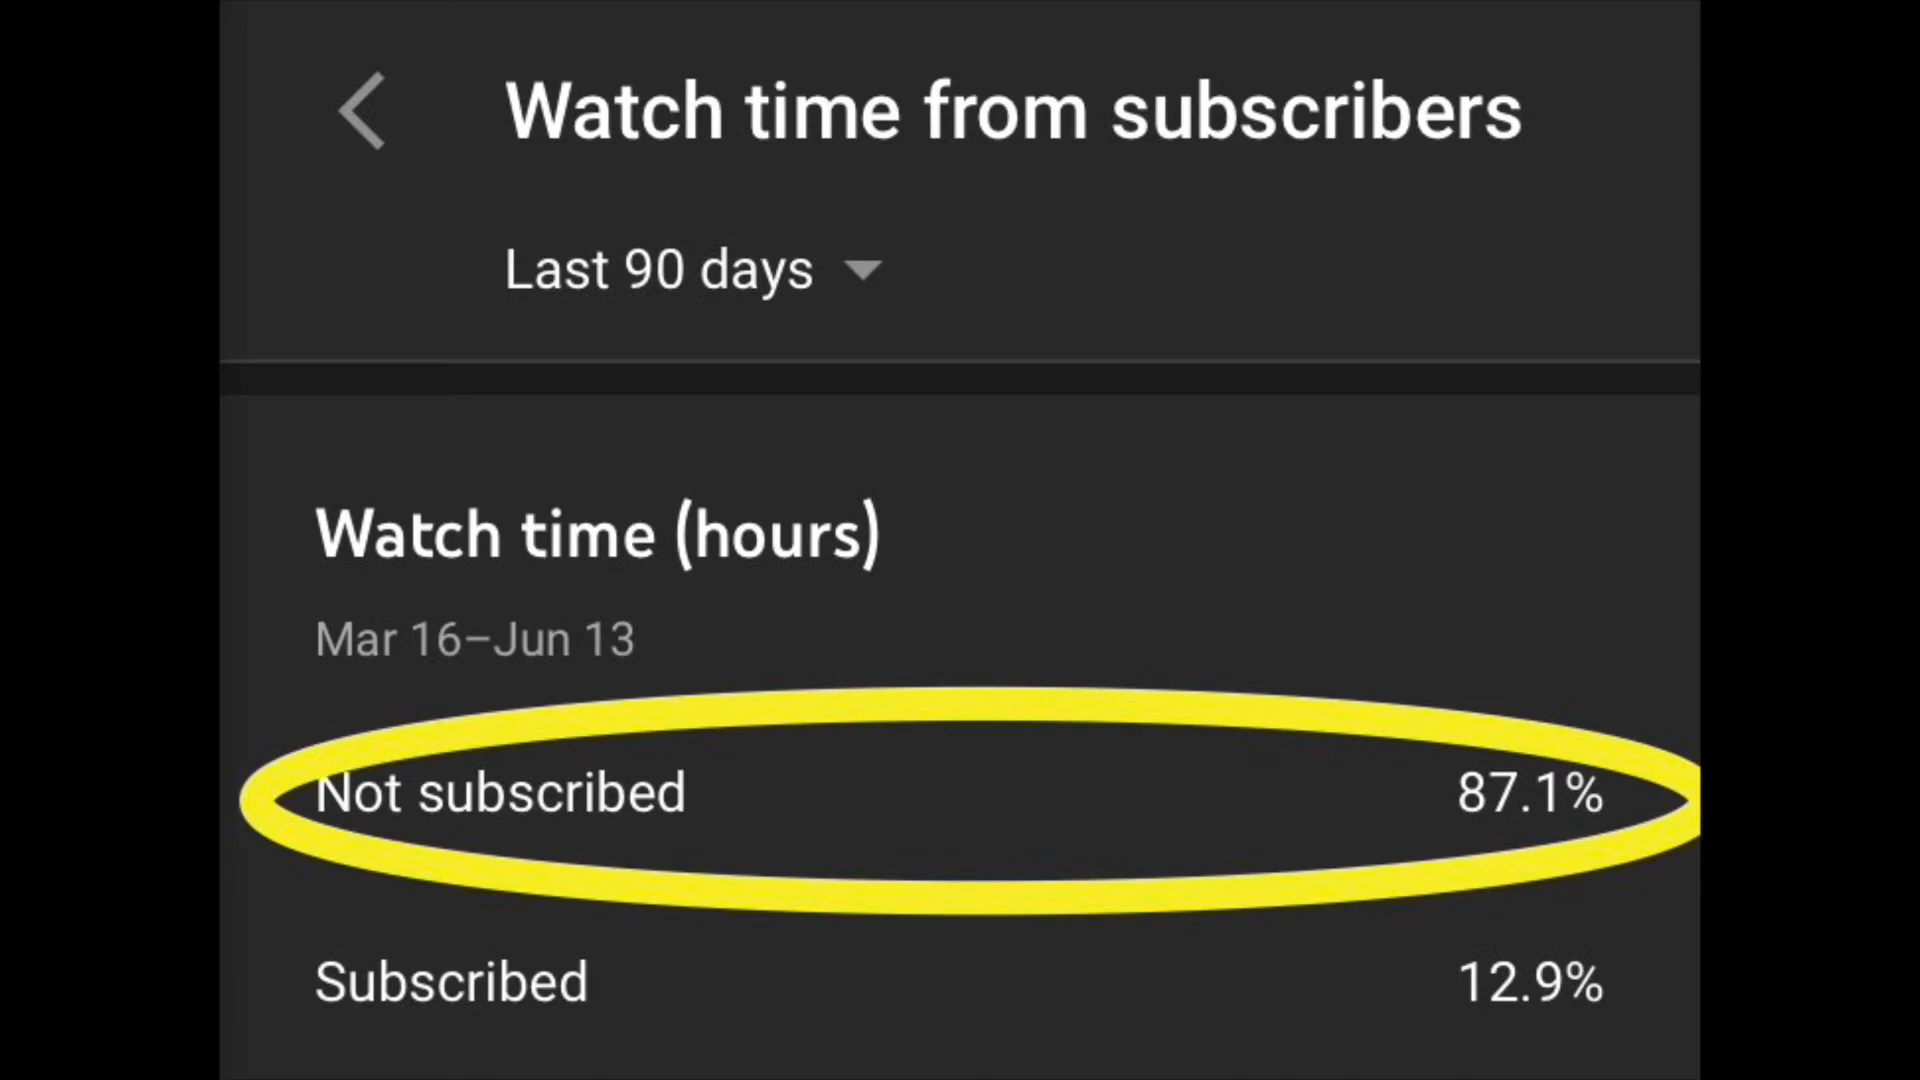 Watch time from subscribers
Last 90 days
Watch time (hours)
Mar 16–Jun 13
Not subscribed 87.1%
Subscribed 12.9%